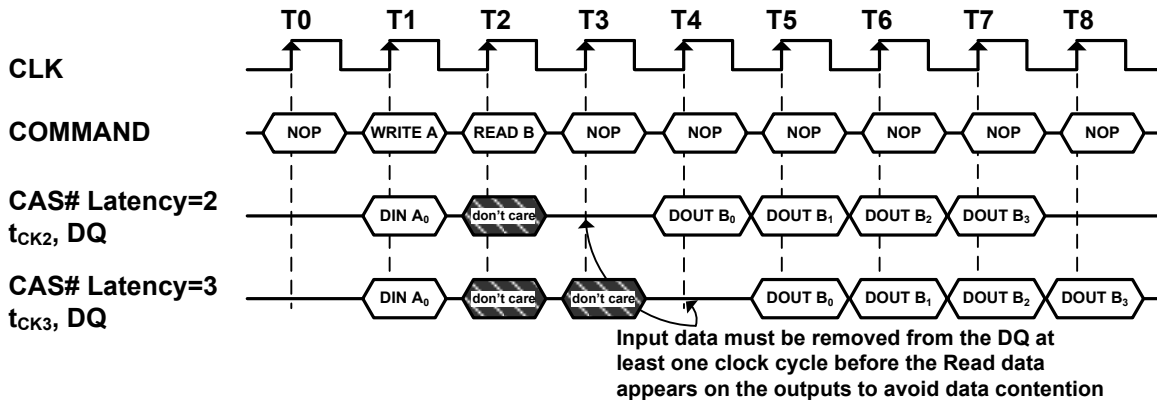 T0 T1 T2 T3 T4 T5 T6 T7 T8
CLK
COMMAND NOP WRITE A READ B NOP NOP NOP NOP NOP NOP
CAS# Latency=2
tCK2, DQ DIN A0 don't care DOUT B0 DOUT B1 DOUT B2 DOUT B3
CAS# Latency=3
tCK3, DQ DIN A0 don't care don't care DOUT B0 DOUT B1 DOUT B2 DOUT B3
Input data must be removed from the DQ at
least one clock cycle before the Read data
appears on the outputs to avoid data contention